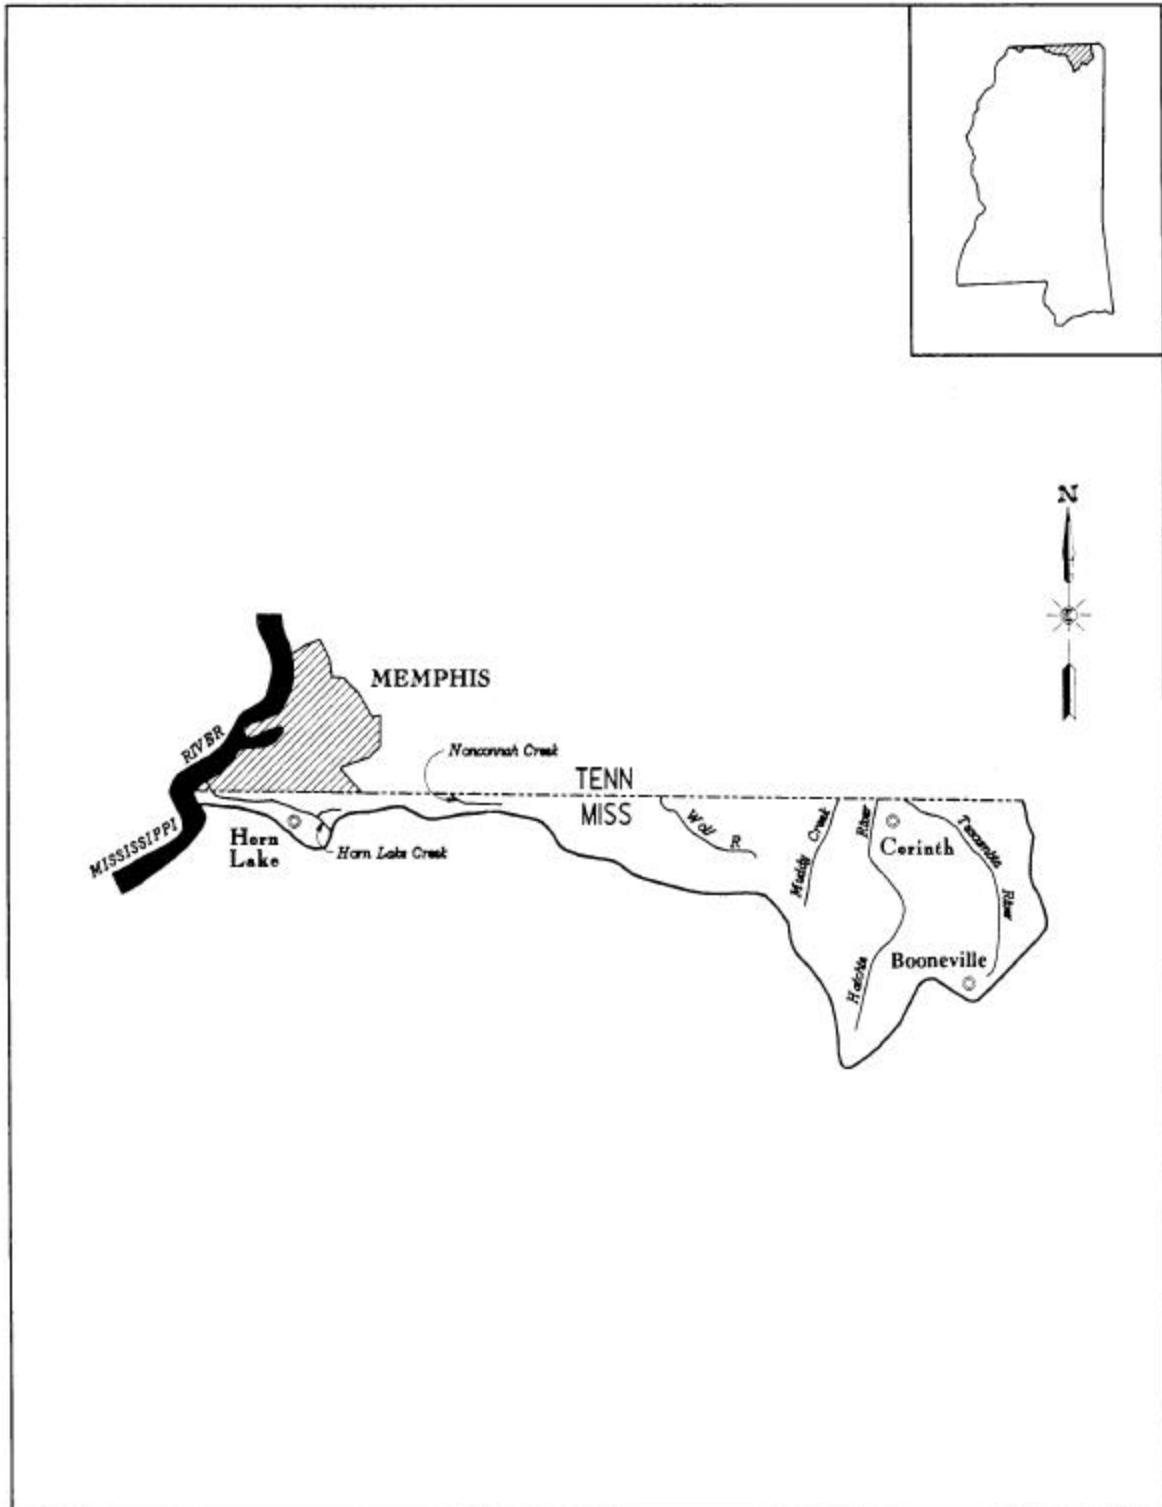 N
MEMPHIS
RIVER
Nonconnah Creek
TENN
MISS
MISSISSIPPI
Horn
Lake
Horn Lake Creek
Wolf R
Muddy Creek
River
Corinth
Tuscumbia
River
Booneville
Hatchie